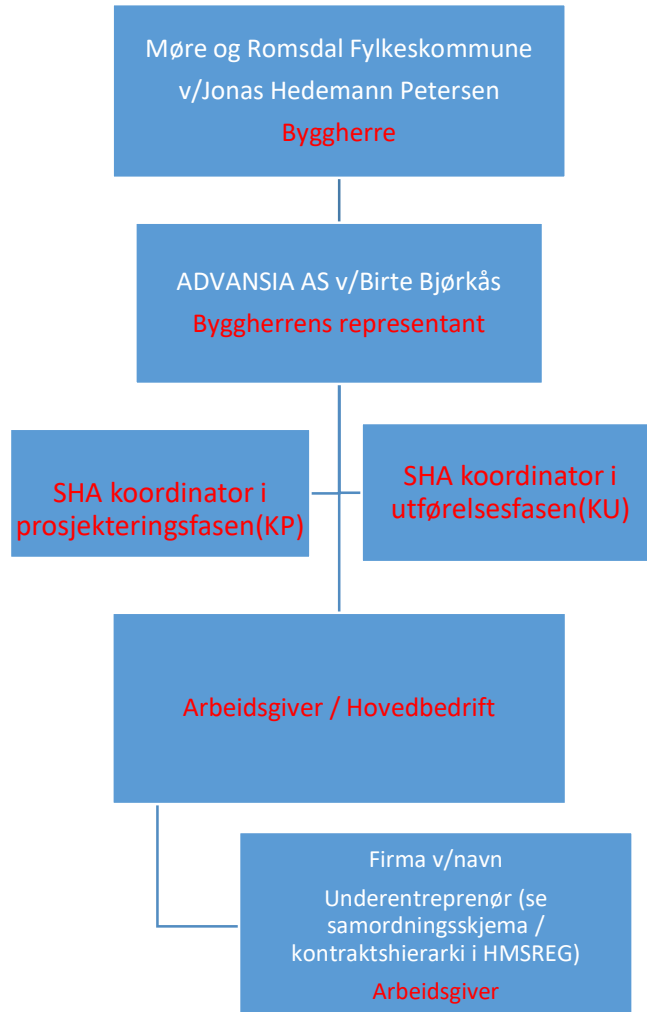 Møre og Romsdal Fylkeskommune
v/Jonas Hedemann Petersen
Byggherre
ADVANSIA AS v/Birte Bjørkås
Byggherrens representant
SHA koordinator i
prosjekteringsfasen(KP)
SHA koordinator i
utførelsesfasen(KU)
Arbeidsgiver / Hovedbedrift
Firma v/navn
Underentreprenør (se
samordningsskjema /
kontraktshierarki i HMSREG)
Arbeidsgiver